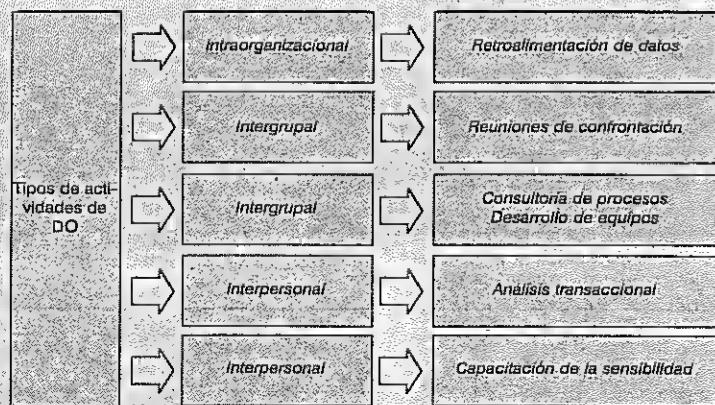 Tipos de acti-
vidades de
DO
Intraorganizacional
Retroalimentación de datos
Intergrupal
Reuniones de confrontación
Intergrupal
Consultoría de procesos
Desarrollo de equipos
Interpersonal
Análisis transaccional
Interpersonal
Capacitación de la sensibilidad